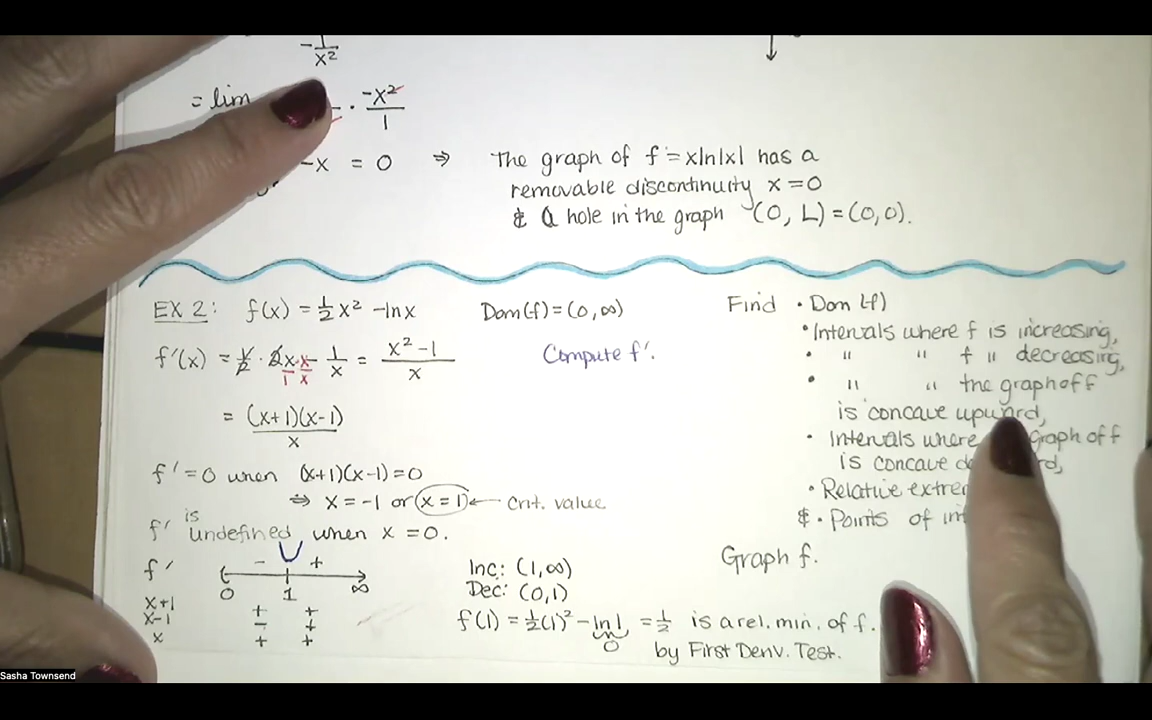 - 1/x²
= lim · -x²/1
-x = 0 ⇒ The graph of f = x ln|x| has a
removable discontinuity x = 0
& a hole in the graph (0, L) = (0,0).
EX 2: f(x) = 1/2 x² - ln x Dom(f) = (0, ∞) Find • Dom (f)
• Intervals where f is increasing,
f'(x) = 1/2 · 2x/1 · x/x - 1/x = x² - 1/x Compute f'. • " " f " decreasing,
• " " the graph of f
= (x+1)(x-1)/x is concave upward,
• Intervals where graph of f
is concave
f' = 0 when (x+1)(x-1) = 0 • Relative
⇒ x = -1 or x = 1 ← Crit. value & • Points of
f' is undefined when x = 0.
Graph f.
f' - + Inc: (1, ∞)
0 1 ∞ Dec: (0,1)
x+1 + +
x-1 - + f(1) = 1/2(1)² - ln 1 = 1/2 is a rel. min. of f.
x + + 0 by First Deriv. Test.
Sasha Townsend